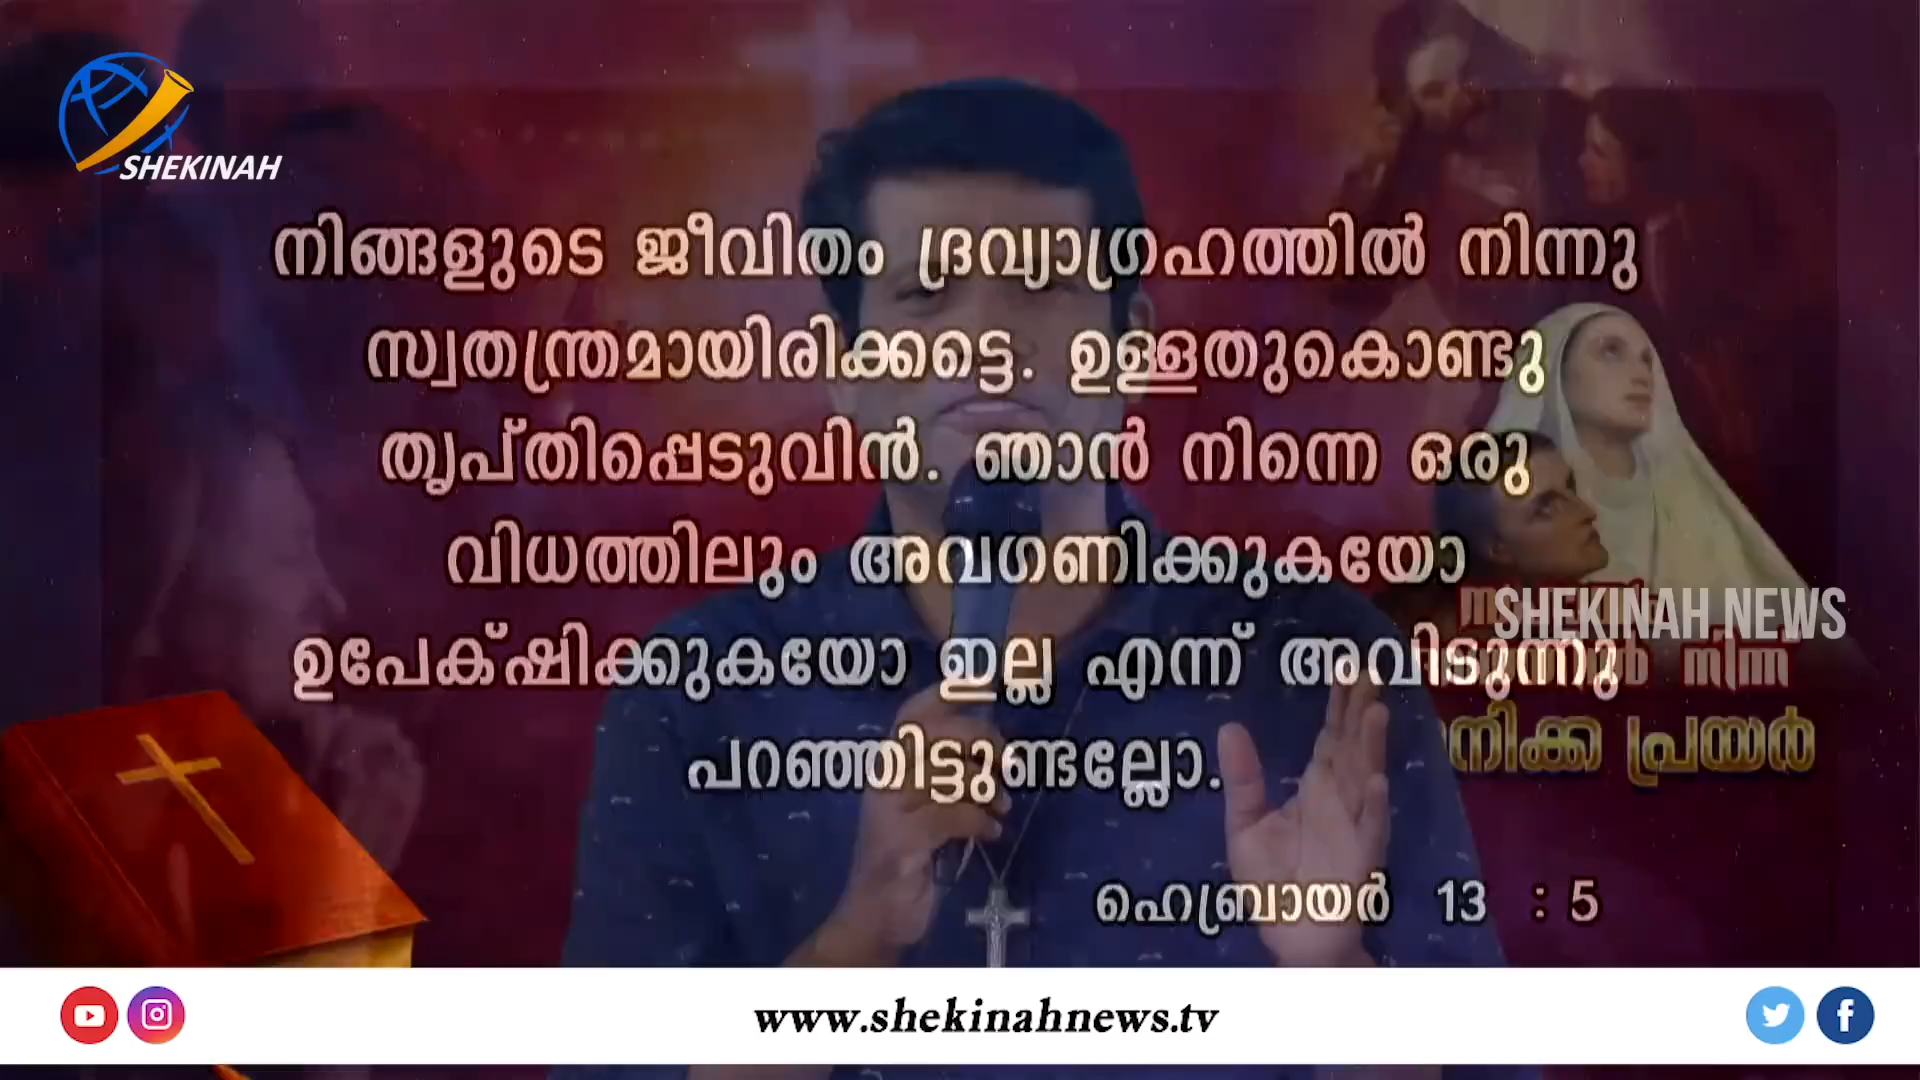 SHEKINAH
നിങ്ങളുടെ ജീവിതം ദ്രവ്യാഗ്രഹത്തിൽ നിന്നു
സ്വതന്ത്രമായിരിക്കട്ടെ. ഉള്ളതുകൊണ്ടു
തൃപ്തിപ്പെടുവിൻ. ഞാൻ നിന്നെ ഒരു
വിധത്തിലും അവഗണിക്കുകയോ
SHEKINAH NEWS
ഉപേക്ഷിക്കുകയോ ഇല്ല എന്ന് അവിടുന്നു
നിന്ന്
പറഞ്ഞിട്ടുണ്ടല്ലോ.
പ്രയർ
ഹെബ്രായർ 13 : 5
www.shekinahnews.tv